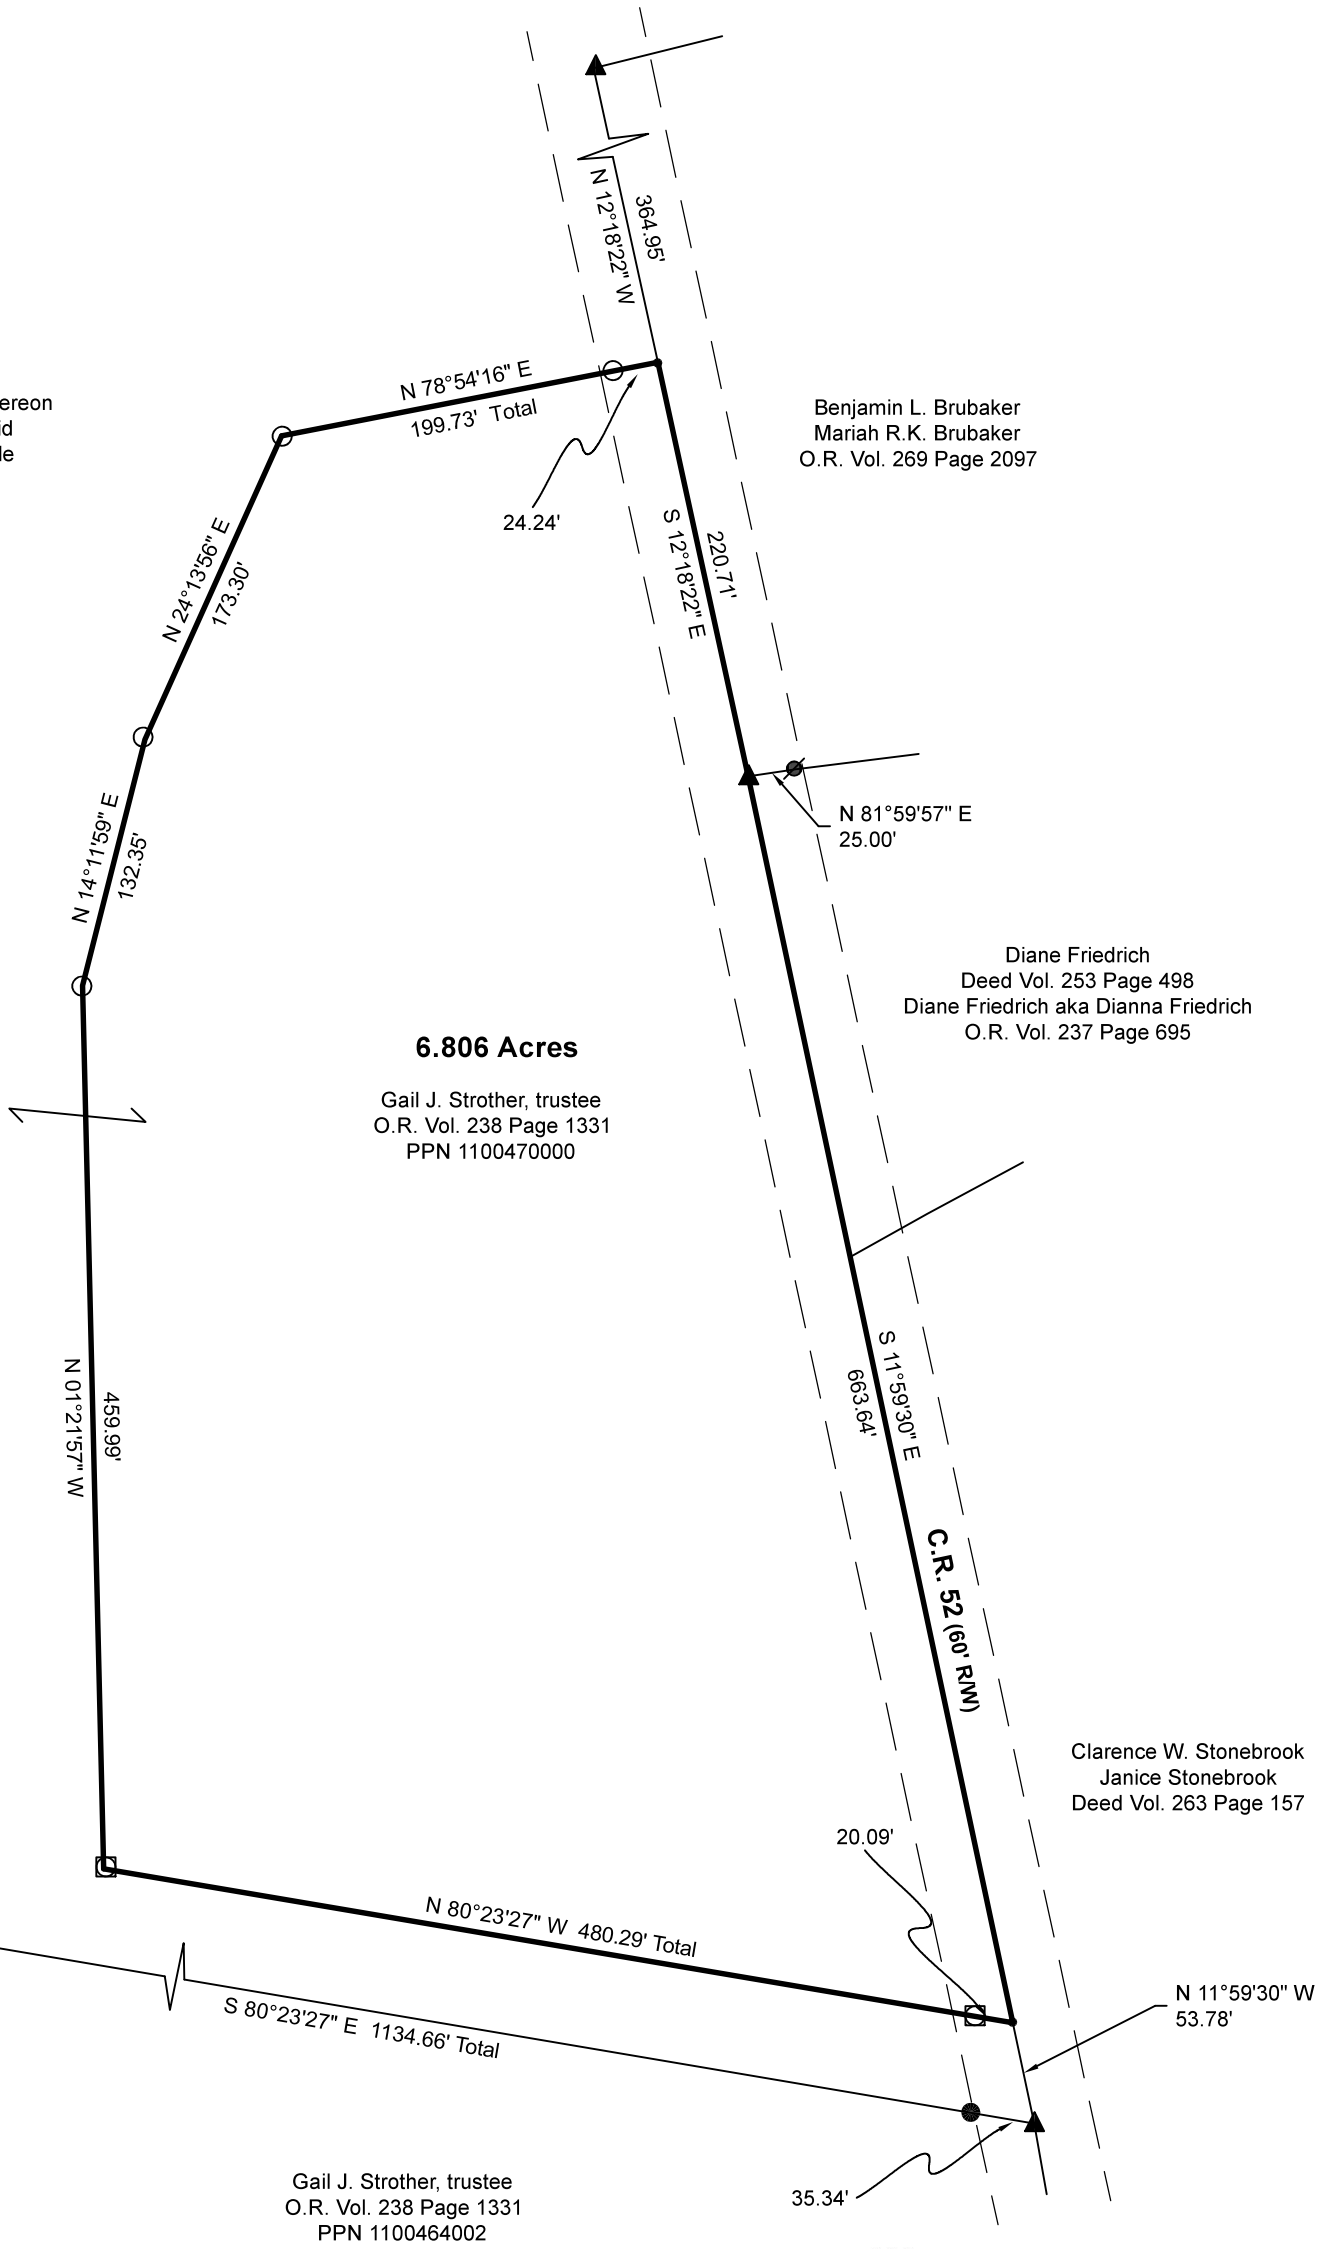 364.95'
N 12°18'22" W
N 78°54'16" E
199.73' Total
24.24'
ereon
id
le
Benjamin L. Brubaker
Mariah R.K. Brubaker
O.R. Vol. 269 Page 2097
N 24°13'56" E
173.30'
220.71'
S 12°18'22" E
N 14°11'59" E
132.35'
N 81°59'57" E
25.00'
Diane Friedrich
Deed Vol. 253 Page 498
Diane Friedrich aka Dianna Friedrich
O.R. Vol. 237 Page 695
6.806 Acres
Gail J. Strother, trustee
O.R. Vol. 238 Page 1331
PPN 1100470000
459.99'
N 01°21'57" W
S 11°59'30" E
663.64'
C.R. 52 (60' R/W)
Clarence W. Stonebrook
Janice Stonebrook
Deed Vol. 263 Page 157
20.09'
N 80°23'27" W 480.29' Total
S 80°23'27" E 1134.66' Total
N 11°59'30" W
53.78'
35.34'
Gail J. Strother, trustee
O.R. Vol. 238 Page 1331
PPN 1100464002